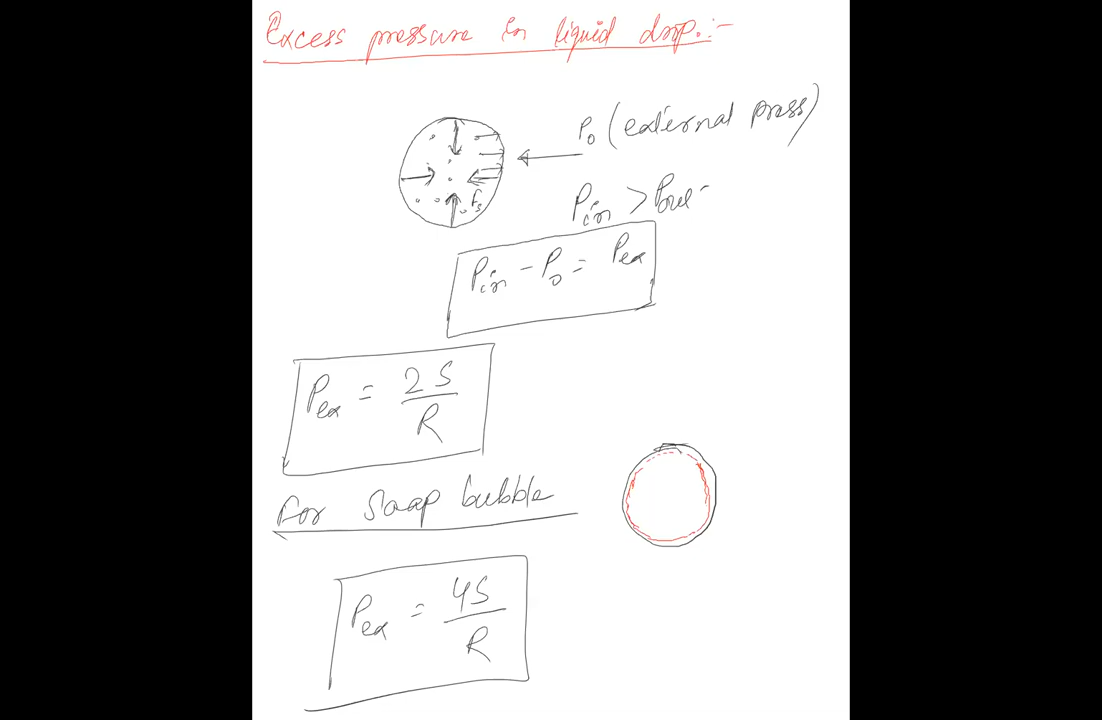 Excess pressure in liquid drop:-
P₀ (external press)
Fs
Pin > Pout
Pin - P₀ = Pex
Pex = 2S/R
For Soap bubble
Pex = 4S/R